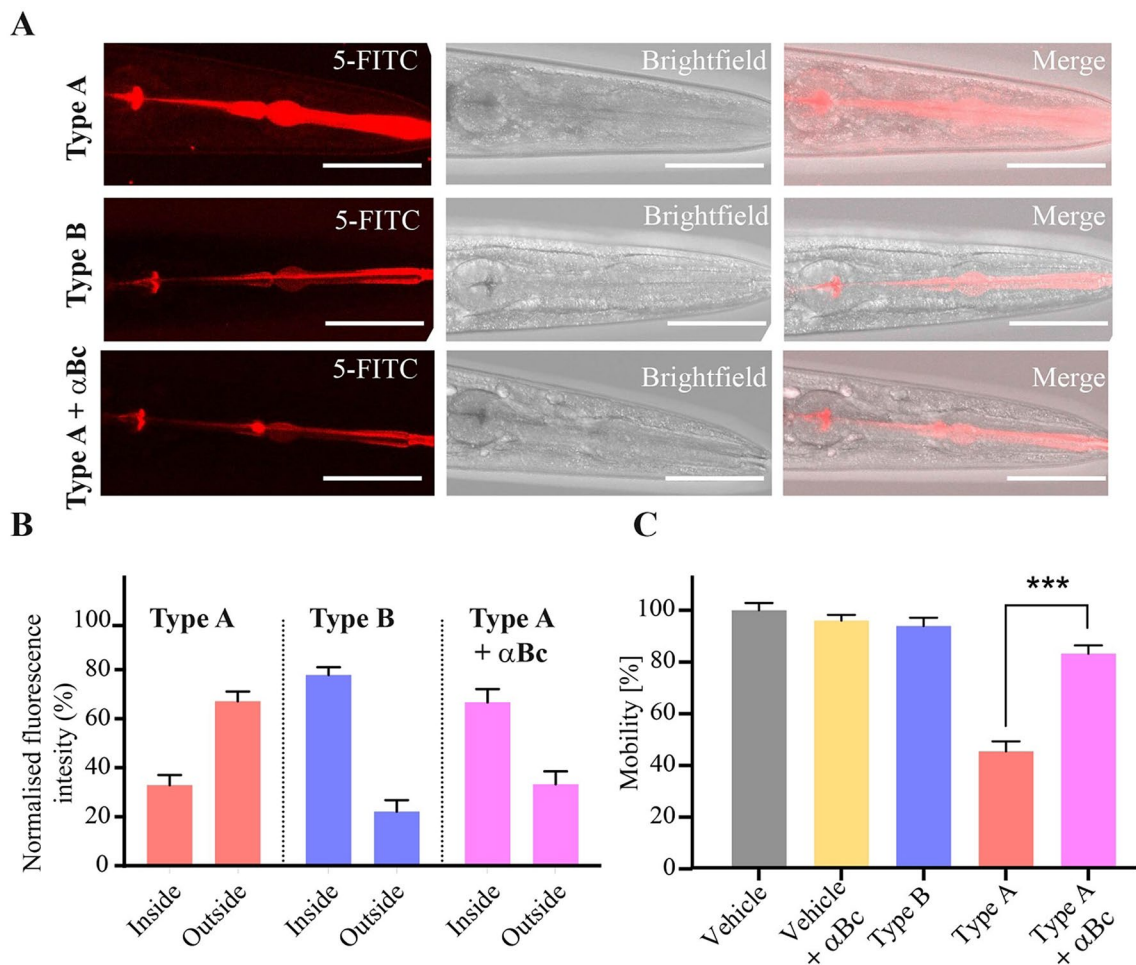 A
Type A
5-FITC
Brightfield
Merge
Type B
5-FITC
Brightfield
Merge
Type A + αBc
5-FITC
Brightfield
Merge
B
Normalised fluorescence
intesity (%)
100
80
60
40
20
0
Type A
Type B
Type A
+ αBc
Inside
Outside
Inside
Outside
Inside
Outside
C
Mobility [%]
100
80
60
40
20
0
***
Vehicle
Vehicle
+ αBc
Type B
Type A
Type A
+ αBc